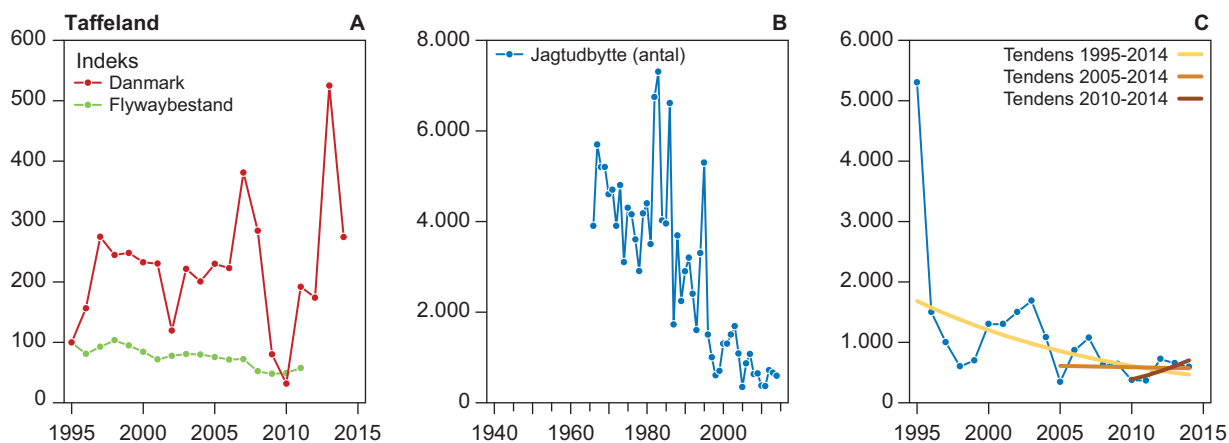 Taffeland A
600
500
400
300
200
100
0
Indeks
Danmark
Flywaybestand
1995 2000 2005 2010 2015
B
8.000
6.000
4.000
2.000
0
Jagtudbytte (antal)
1940 1960 1980 2000
C
6.000
5.000
4.000
3.000
2.000
1.000
0
Tendens 1995-2014
Tendens 2005-2014
Tendens 2010-2014
1995 2000 2005 2010 2015